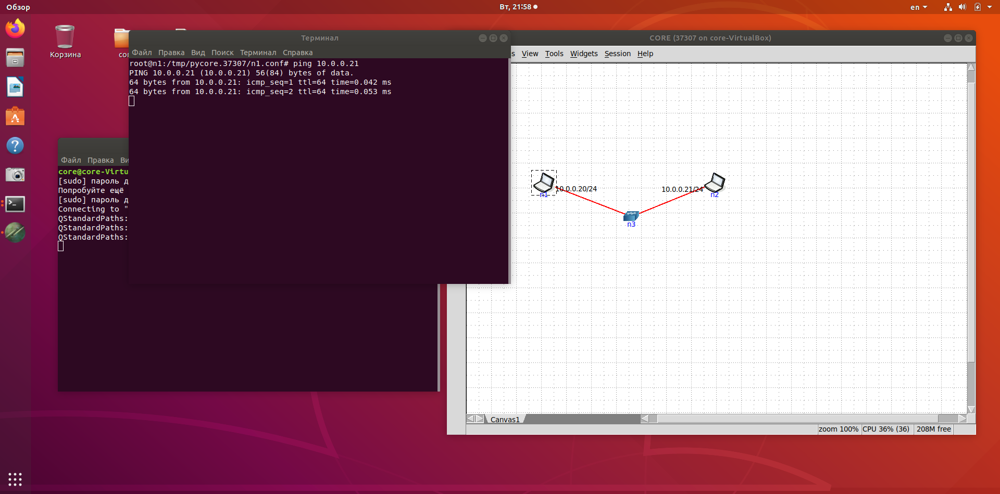 Обзор
Вт, 21:58
en
Корзина
Терминал
Файл Правка Вид Поиск Терминал Справка
root@n1:/tmp/pycore.37307/n1.conf# ping 10.0.0.21
PING 10.0.0.21 (10.0.0.21) 56(84) bytes of data.
64 bytes from 10.0.0.21: icmp_seq=1 ttl=64 time=0.042 ms
64 bytes from 10.0.0.21: icmp_seq=2 ttl=64 time=0.053 ms
Файл Правка
core@core-Virtu
[sudo] пароль д
Попробуйте ещё
[sudo] пароль д
Connecting to "
QStandardPaths:
QStandardPaths:
QStandardPaths:
CORE (37307 on core-VirtualBox)
View Tools Widgets Session Help
10.0.0.20/24
10.0.0.21/24
n1
n2
n3
Canvas1
zoom 100% CPU 36% (36) 208M free